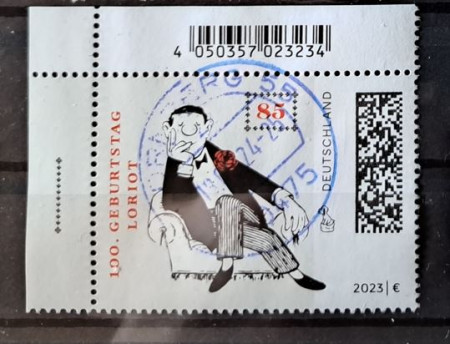 4 050357 023234
100. GEBURTSTAG
LORIOT
85
DEUTSCHLAND
2023 | €